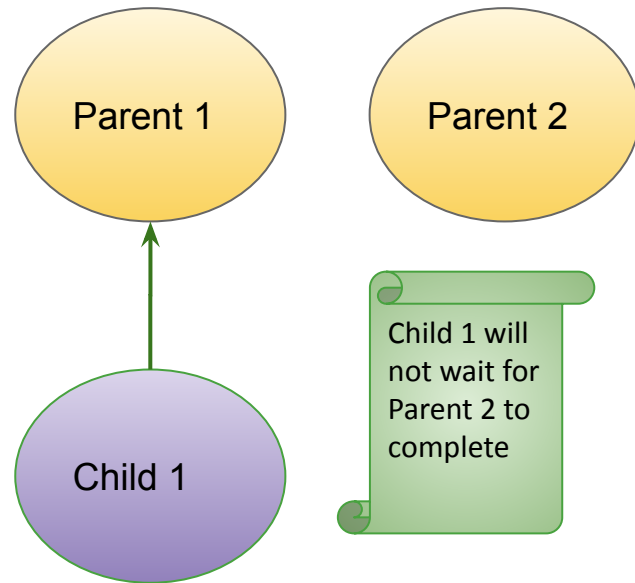 Parent 1
Parent 2
Child 1 will
not wait for
Parent 2 to
complete
Child 1